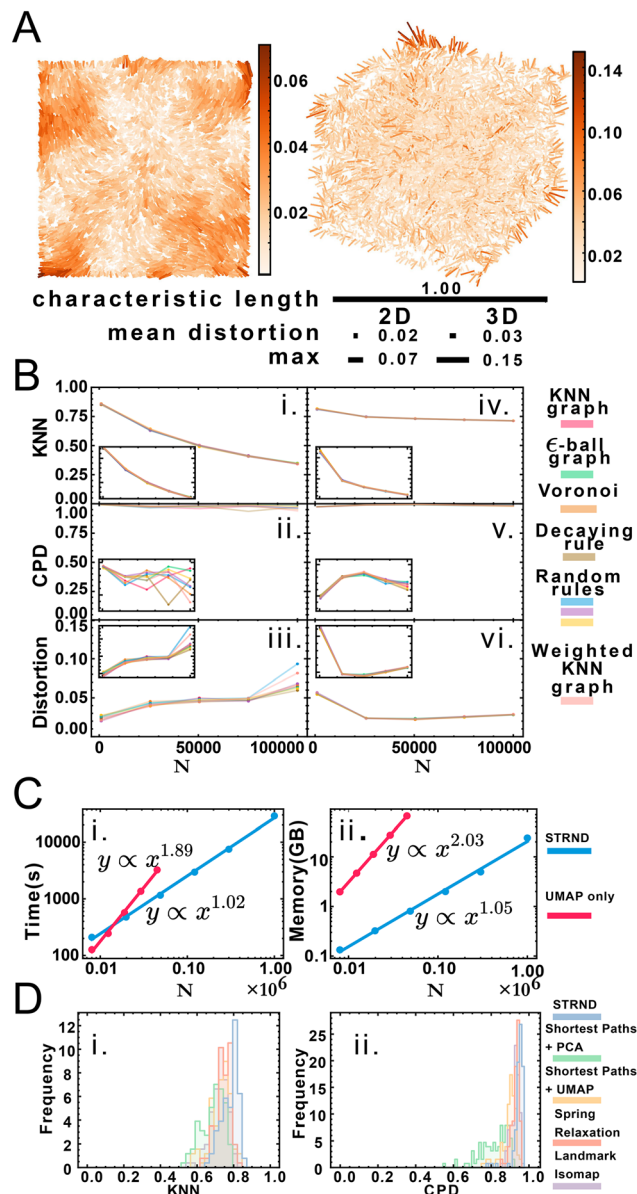 A
0.06
0.04
0.02
0.14
0.10
0.06
0.02
characteristic length
1.00
2D 3D
mean distortion 0.02 0.03
max 0.07 0.15
B
1.00
0.75
0.50
0.25
0.00
KNN
i.
iv.
1.00
0.75
0.50
0.25
0.00
CPD
ii.
v.
0.15
0.10
0.05
0.00
Distortion
iii.
vi.
0 50000 100000
N
0 50000 100000
N
KNN
graph
ϵ-ball
graph
Voronoi
Decaying
rule
Random
rules
Weighted
KNN
graph
C
i.
10000
1000
100
Time(s)
y ∝ x^1.89
y ∝ x^1.02
0.01 0.10 1.00
N ×10^6
ii.
10
1
0.1
Memory(GB)
y ∝ x^2.03
y ∝ x^1.05
0.01 0.10 1.00
N ×10^6
STRND
UMAP only
D
i.
12
10
8
6
4
2
0
Frequency
0.0 0.2 0.4 0.6 0.8 1.0
KNN
ii.
25
20
15
10
5
0
Frequency
0.0 0.2 0.4 0.6 0.8 1.0
CPD
STRND
Shortest Paths
+ PCA
Shortest Paths
+ UMAP
Spring
Relaxation
Landmark
Isomap